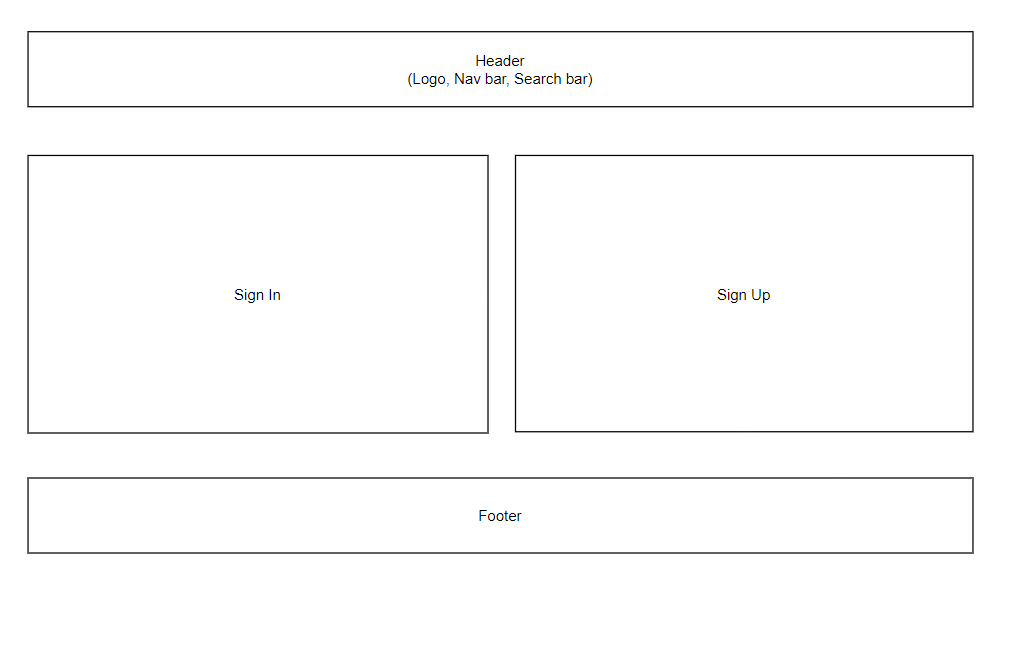 Header
(Logo, Nav bar, Search bar)
Sign In
Sign Up
Footer